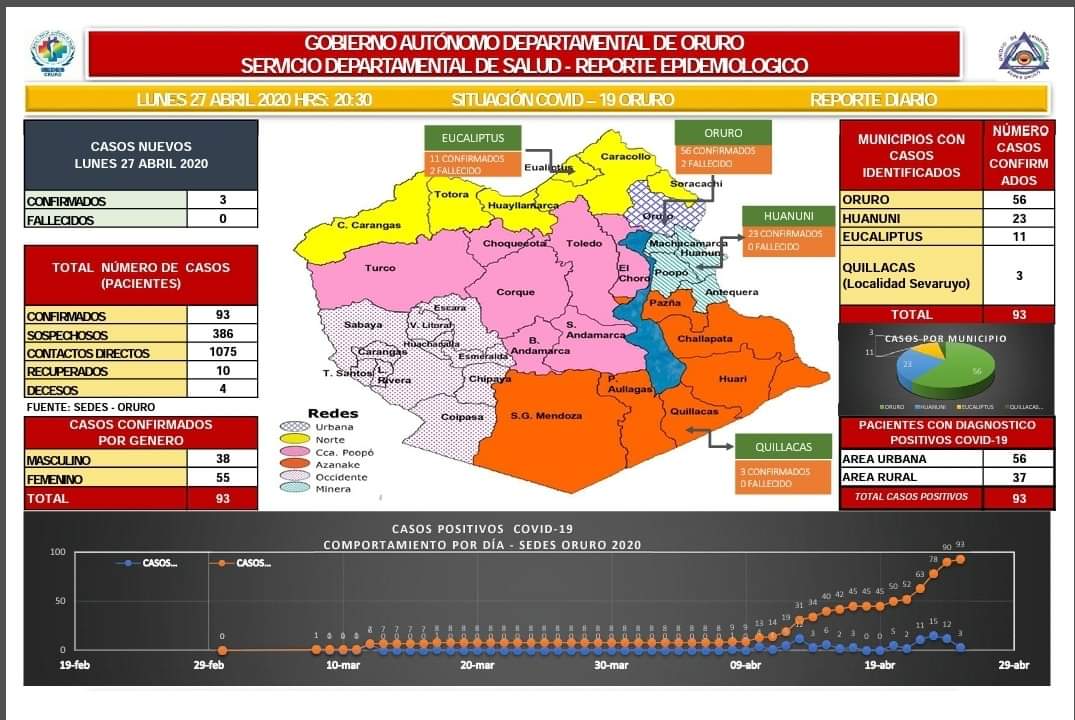 GOBIERNO AUTÓNOMO DEPARTAMENTAL DE ORURO
SERVICIO DEPARTAMENTAL DE SALUD - REPORTE EPIDEMIOLOGICO
SEDES
ORURO
LUNES 27 ABRIL 2020 HRS: 20:30 SITUACIÓN COVID – 19 ORURO REPORTE DIARIO
CASOS NUEVOS
LUNES 27 ABRIL 2020
CONFIRMADOS 3
FALLECIDOS 0
TOTAL NÚMERO DE CASOS
(PACIENTES)
CONFIRMADOS 93
SOSPECHOSOS 386
CONTACTOS DIRECTOS 1075
RECUPERADOS 10
DECESOS 4
FUENTE: SEDES - ORURO
CASOS CONFIRMADOS
POR GENERO
MASCULINO 38
FEMENINO 55
TOTAL 93
EUCALIPTUS
11 CONFIRMADOS
2 FALLECIDO
ORURO
56 CONFIRMADOS
2 FALLECIDO
HUANUNI
23 CONFIRMADOS
0 FALLECIDO
QUILLACAS
3 CONFIRMADOS
0 FALLECIDO
Caracollo
Eualiptus
Soracachi
Totora
Huayllamarca
Oruro
C. Carangas
Choquecota
Toledo
Machacamarca
Huanuni
Turco
El
Choro
Poopó
Corque
Antequera
Pazña
Escara
Sabaya
V. Litoral
S.
Andamarca
Challapata
Huachacalla
B.
Andamarca
Carangas
Esmeralda
T. Santos
L.
Rivera
Chipaya
P.
Aullagas
Huari
Coipasa
S.G. Mendoza
Quillacas
Redes
Urbana
Norte
Cca. Poopó
Azanake
Occidente
Minera
MUNICIPIOS CON
CASOS
IDENTIFICADOS
NÚMERO
CASOS
CONFIRM
ADOS
ORURO 56
HUANUNI 23
EUCALIPTUS 11
QUILLACAS
(Localidad Sevaruyo) 3
TOTAL 93
CASOS POR MUNICIPIO
3
11
23
56
ORURO HUANUNI EUCALIPTUS QUILLACAS...
PACIENTES CON DIAGNOSTICO
POSITIVOS COVID-19
AREA URBANA 56
AREA RURAL 37
TOTAL CASOS POSITIVOS 93
CASOS POSITIVOS COVID-19
COMPORTAMIENTO POR DÍA - SEDES ORURO 2020
CASOS... CASOS...
100
50
0
0 1 7 7 7 7 8 8 8 8 8 8 8 8 8 8 8 8 8 8 8 8 8 8 8 8 8 8 9 9 13 14 19 31 34 40 42 45 45 45 50 52 63 78 90 93
12 3 6 2 3 0 0 5 2 11 15 12 3
19-feb 29-feb 10-mar 20-mar 30-mar 09-abr 19-abr 29-abr